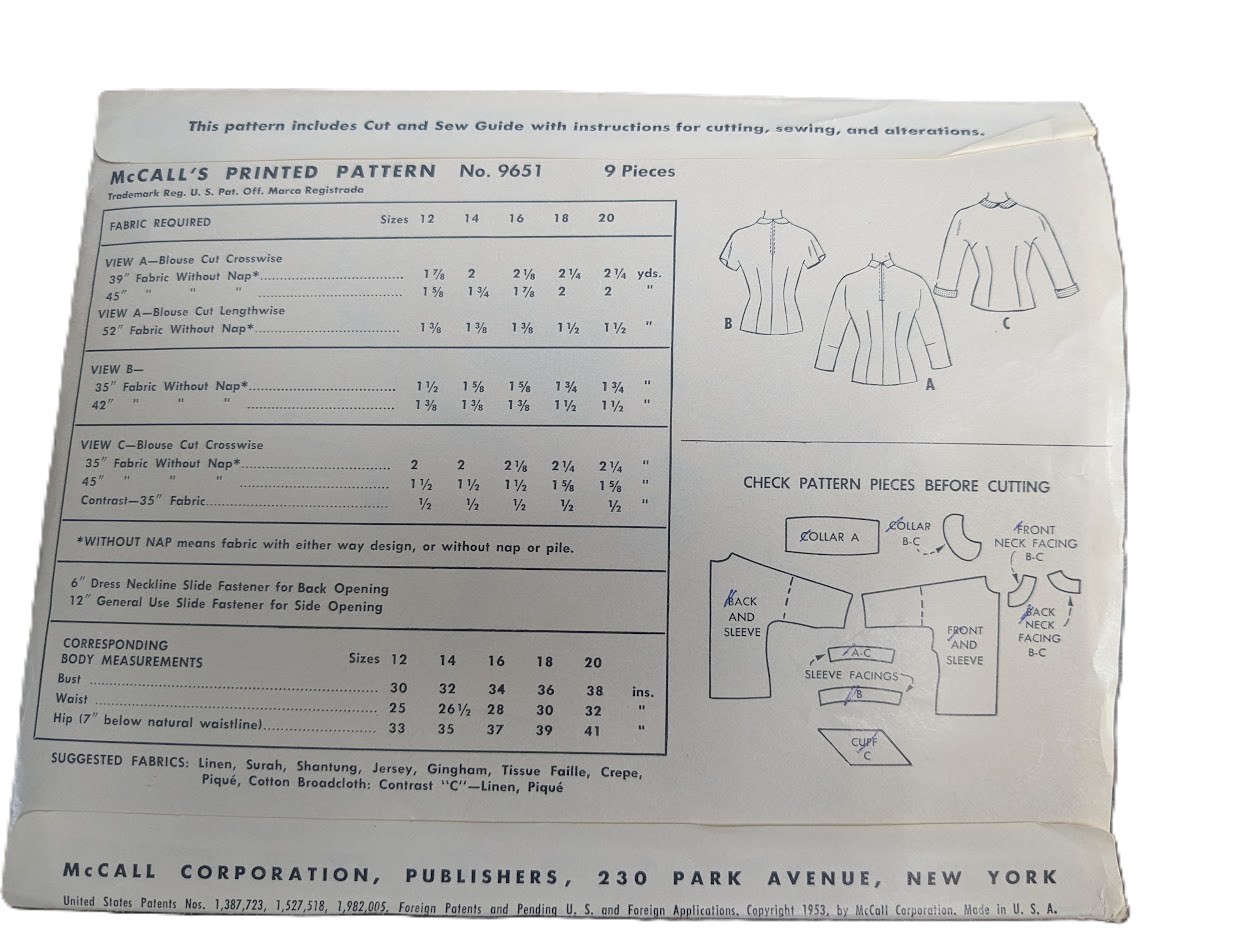 This pattern includes Cut and Sew Guide with instructions for cutting, sewing, and alterations.
McCALL'S PRINTED PATTERN No. 9651 9 Pieces
Trademark Reg. U. S. Pat. Off. Marca Registrada
FABRIC REQUIRED Sizes 12 14 16 18 20
VIEW A—Blouse Cut Crosswise
39" Fabric Without Nap* 1⅞ 2 2⅛ 2¼ 2¼ yds.
45" " " " 1⅝ 1¾ 1⅞ 2 2 "
VIEW A—Blouse Cut Lengthwise
52" Fabric Without Nap* 1⅜ 1⅜ 1⅜ 1½ 1½ "
VIEW B—
35" Fabric Without Nap* 1½ 1⅝ 1⅝ 1¾ 1¾ "
42" " " " 1⅜ 1⅜ 1⅜ 1½ 1½ "
VIEW C—Blouse Cut Crosswise
35" Fabric Without Nap* 2 2 2⅛ 2¼ 2¼ "
45" " " " 1½ 1½ 1½ 1⅝ 1⅝ "
Contrast—35" Fabric ½ ½ ½ ½ ½ "
*WITHOUT NAP means fabric with either way design, or without nap or pile.
6" Dress Neckline Slide Fastener for Back Opening
12" General Use Slide Fastener for Side Opening
CORRESPONDING
BODY MEASUREMENTS Sizes 12 14 16 18 20
Bust 30 32 34 36 38 ins.
Waist 25 26½ 28 30 32 "
Hip (7" below natural waistline) 33 35 37 39 41 "
SUGGESTED FABRICS: Linen, Surah, Shantung, Jersey, Gingham, Tissue Faille, Crepe,
Piqué, Cotton Broadcloth: Contrast "C"—Linen, Piqué
B
A
C
CHECK PATTERN PIECES BEFORE CUTTING
COLLAR A
COLLAR
B-C
FRONT
NECK FACING
B-C
BACK
AND
SLEEVE
FRONT
AND
SLEEVE
BACK
NECK
FACING
B-C
A-C
SLEEVE FACINGS
B
CUFF
C
McCALL CORPORATION, PUBLISHERS, 230 PARK AVENUE, NEW YORK
United States Patents Nos. 1,387,723, 1,527,518, 1,982,005, Foreign Patents and Pending U. S. and Foreign Applications. Copyright 1953, by McCall Corporation. Made in U. S. A.